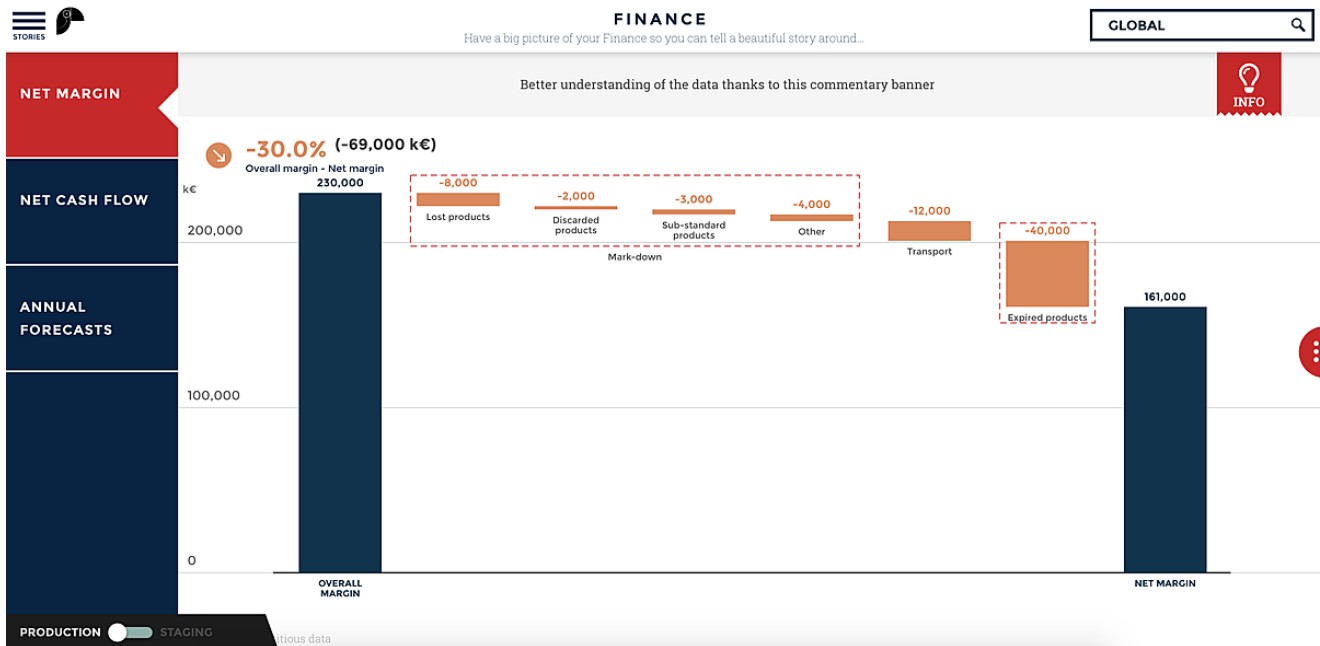 STORIES
FINANCE
Have a big picture of your Finance so you can tell a beautiful story around...
GLOBAL
NET MARGIN
NET CASH FLOW
ANNUAL
FORECASTS
Better understanding of the data thanks to this commentary banner
INFO
-30.0% (-69,000 k€)
Overall margin - Net margin
k€
200,000
100,000
0
230,000
OVERALL
MARGIN
-8,000
Lost products
-2,000
Discarded
products
-3,000
Sub-standard
products
-4,000
Other
Mark-down
-12,000
Transport
-40,000
Expired products
161,000
NET MARGIN
PRODUCTION STAGING
data